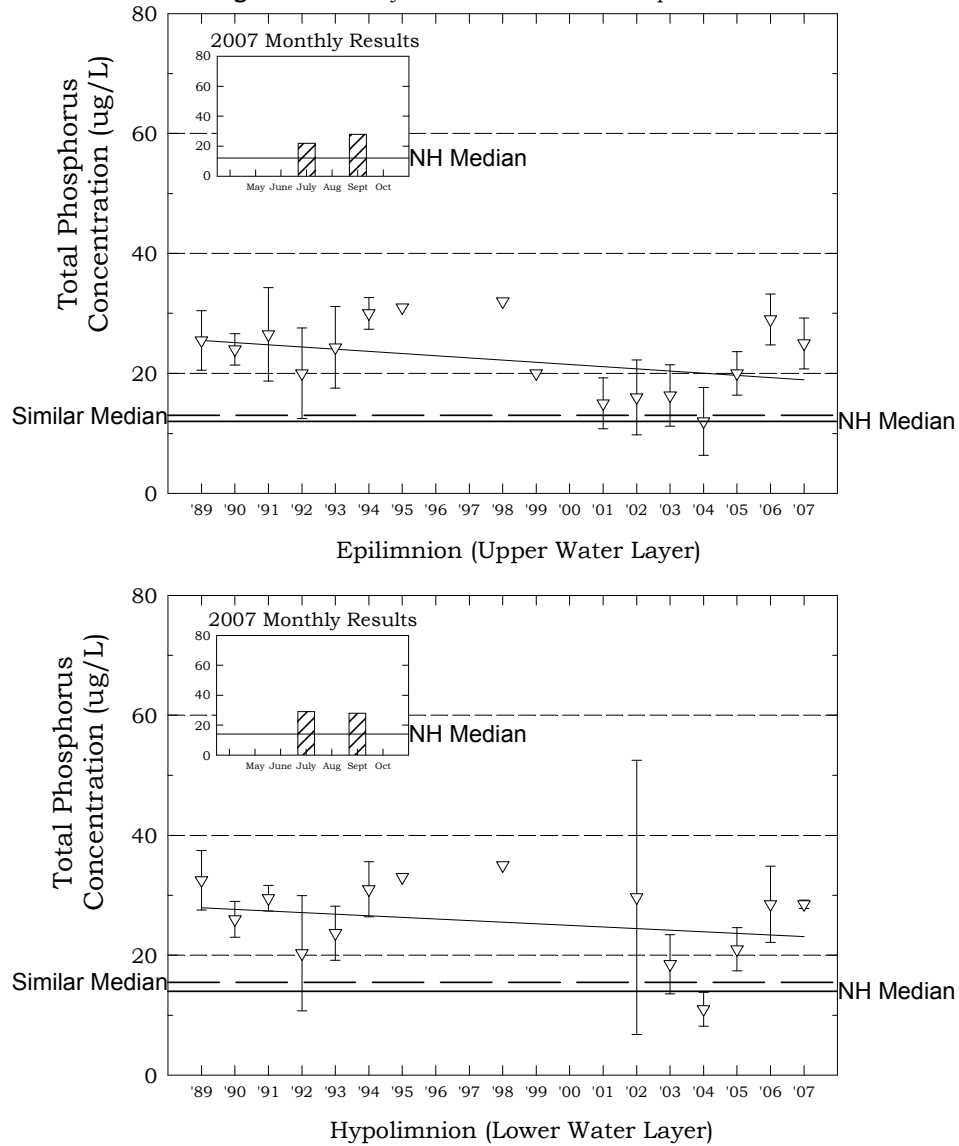 80
60
40
20
0
Total Phosphorus
Concentration (ug/L)
2007 Monthly Results
80
60
40
20
0
May June July Aug Sept Oct
NH Median
Similar Median
NH Median
'89 '90 '91 '92 '93 '94 '95 '96 '97 '98 '99 '00 '01 '02 '03 '04 '05 '06 '07
Epilimnion (Upper Water Layer)
80
60
40
20
0
Total Phosphorus
Concentration (ug/L)
2007 Monthly Results
80
60
40
20
0
May June July Aug Sept Oct
NH Median
Similar Median
NH Median
'89 '90 '91 '92 '93 '94 '95 '96 '97 '98 '99 '00 '01 '02 '03 '04 '05 '06 '07
Hypolimnion (Lower Water Layer)